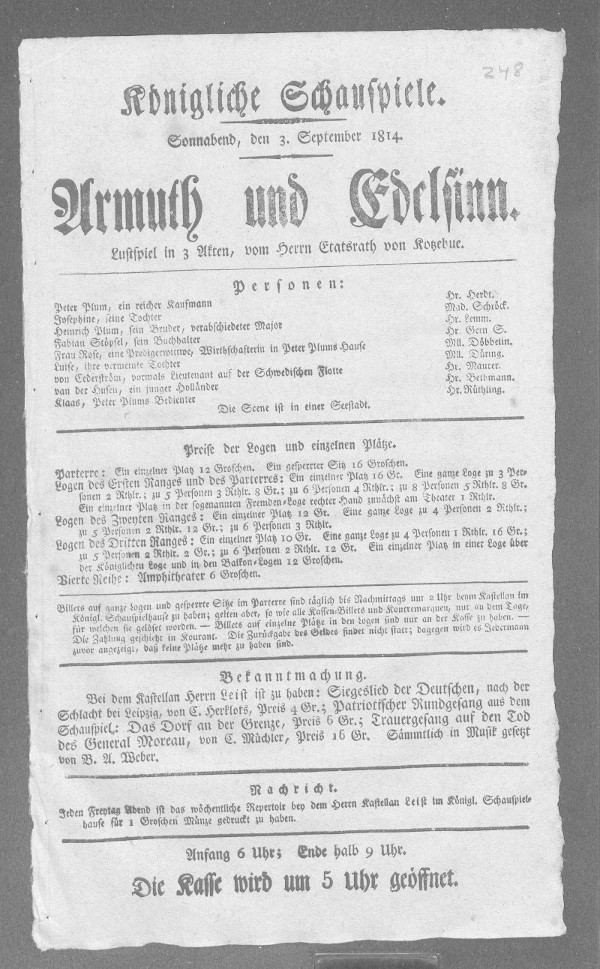 248
Königliche Schauspiele.
Sonnabend, den 3. September 1814.
Armuth und Edelsinn.
Lustspiel in 3 Akten, vom Herrn Etatsrath von Kotzebue.
Personen:
Peter Plum, ein reicher Kaufmann Hr. Herdt.
Josephine, seine Tochter Mad. Schröck.
Heinrich Plum, sein Bruder, verabschiedeter Major Hr. Lemm.
Fabian Stöpsel, sein Buchhalter Hr. Gern S.
Frau Rose, eine Predigerwittwe, Wirthschafterin in Peter Plums Hause Mll. Döbbelin.
Luise, ihre vermeinte Tochter Mll. Düring.
von Cederström, vormals Lieutenant auf der Schwedischen Flotte Hr. Maurer.
van der Husen, ein junger Holländer Hr. Bethmann.
Klaas, Peter Plums Bedienter Hr. Rüthling.
Die Scene ist in einer Seestadt.
Preise der Logen und einzelnen Plätze.
Parterre: Ein einzelner Platz 12 Groschen. Ein gesperrter Sitz 16 Groschen.
Logen des Ersten Ranges und des Parterres: Ein einzelner Platz 16 Gr. Eine ganze Loge zu 3 Per-
sonen 2 Rthlr.; zu 5 Personen 3 Rthlr. 8 Gr.; zu 6 Personen 4 Rthlr.; zu 8 Personen 5 Rthlr. 8 Gr.
Ein einzelner Platz in der sogenannten Fremden-Loge rechter Hand zunächst am Theater 1 Rthlr.
Logen des Zweyten Ranges: Ein einzelner Platz 12 Gr. Eine ganze Loge zu 4 Personen 2 Rthlr.;
zu 5 Personen 2 Rthlr. 12 Gr.; zu 6 Personen 3 Rthlr.
Logen des Dritten Ranges: Ein einzelner Platz 10 Gr. Eine ganze Loge zu 4 Personen 1 Rthlr. 16 Gr.;
zu 5 Personen 2 Rthlr. 2 Gr.; zu 6 Personen 2 Rthlr. 12 Gr. Ein einzelner Platz in einer Loge über
der Königlichen Loge und in den Balkon-Logen 12 Groschen.
Vierte Reihe: Amphitheater 6 Groschen.
Billets auf ganze Logen und gesperrte Sitze im Parterre sind täglich bis Nachmittags um 2 Uhr beym Kastellan im
Königl. Schauspielhause zu haben; gelten aber, so wie alle Kassen-Billets und Kontremarquen, nur an dem Tage,
für welchen sie gelöset worden. — Billets auf einzelne Plätze in den Logen sind nur an der Kasse zu haben. —
Die Zahlung geschieht in Kourant. Die Zurückgabe des Geldes findet nicht statt; dagegen wird es Jedermann
zuvor angezeigt, daß keine Plätze mehr zu haben sind.
Bekanntmachung.
Bei dem Kastellan Herrn Leist ist zu haben: Siegeslied der Deutschen, nach der
Schlacht bei Leipzig, von C. Herklots, Preis 4 Gr.; Patriotischer Rundgesang aus dem
Schauspiel: Das Dorf an der Grenze, Preis 6 Gr.; Trauergesang auf den Tod
des General Moreau, von C. Müchler, Preis 16 Gr. Sämmtlich in Musik gesetzt
von B. A. Weber.
Nachricht.
Jeden Freytag Abend ist das wöchentliche Repertoir bey dem Herrn Kastellan Leist im Königl. Schauspiel-
hause für 1 Groschen Münze gedruckt zu haben.
Anfang 6 Uhr; Ende halb 9 Uhr.
Die Kasse wird um 5 Uhr geöffnet.